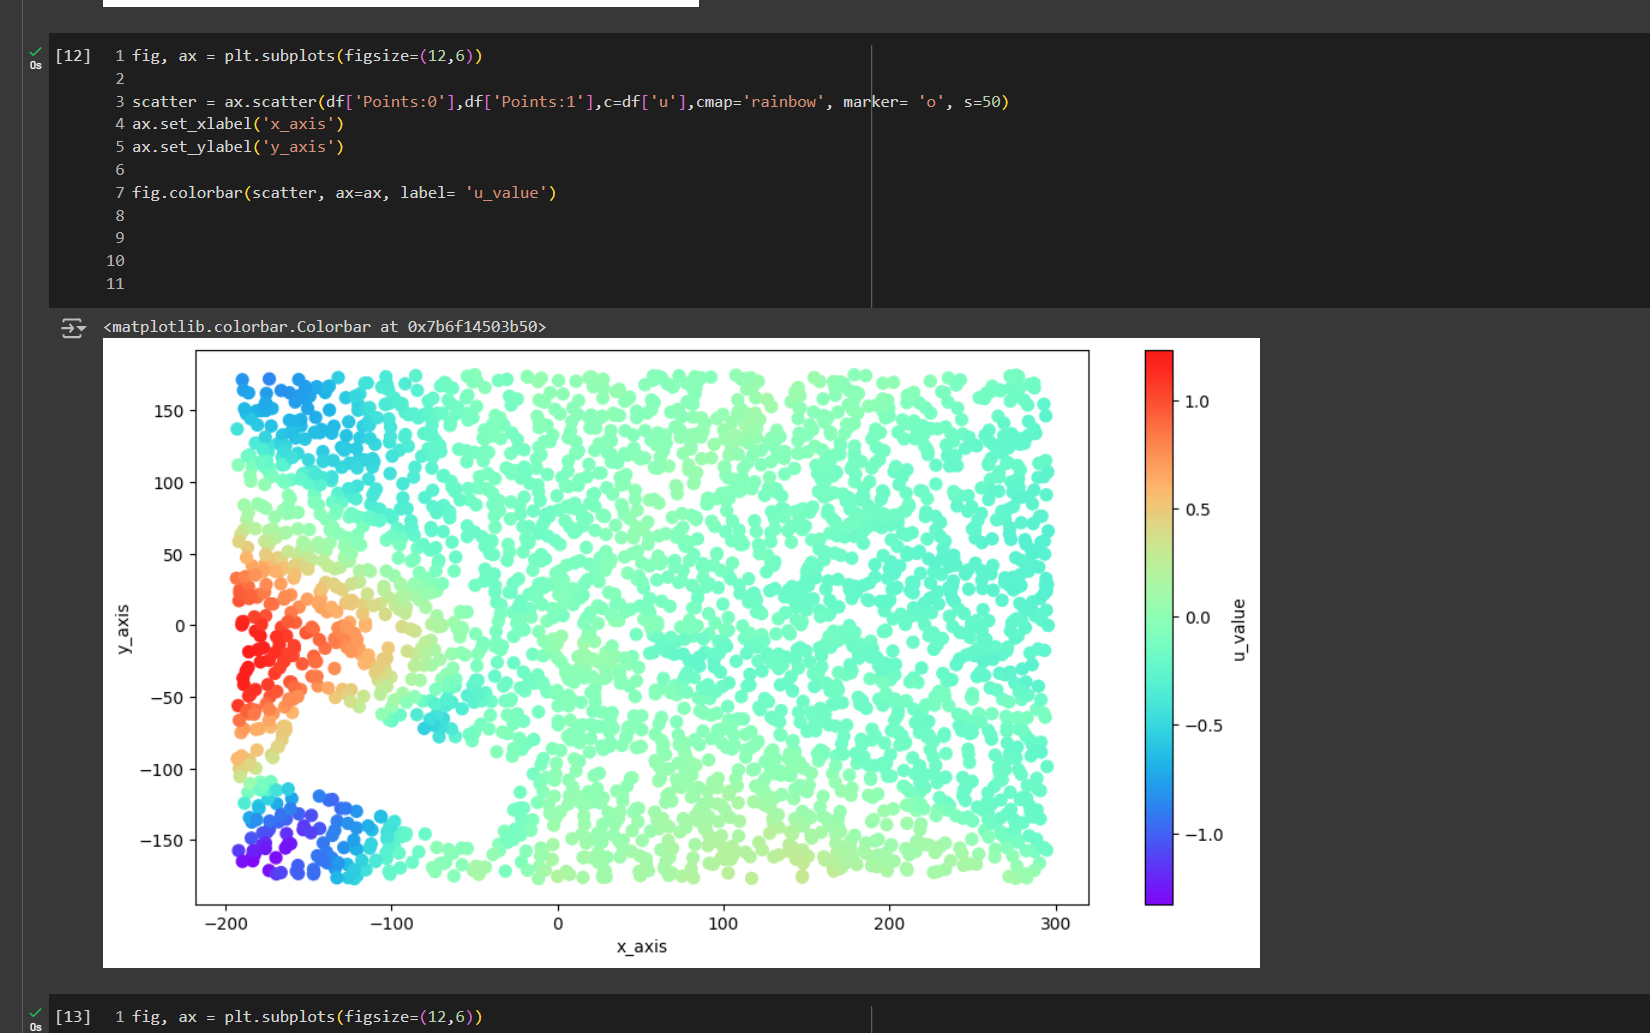 [12]
0s
1 fig, ax = plt.subplots(figsize=(12,6))
2
3 scatter = ax.scatter(df['Points:0'],df['Points:1'],c=df['u'],cmap='rainbow', marker= 'o', s=50)
4 ax.set_xlabel('x_axis')
5 ax.set_ylabel('y_axis')
6
7 fig.colorbar(scatter, ax=ax, label= 'u_value')
8
9
10
11
<matplotlib.colorbar.Colorbar at 0x7b6f14503b50>
150
100
50
0
−50
−100
−150
y_axis
−200
−100
0
100
200
300
x_axis
1.0
0.5
0.0
−0.5
−1.0
u_value
[13]
0s
1 fig, ax = plt.subplots(figsize=(12,6))